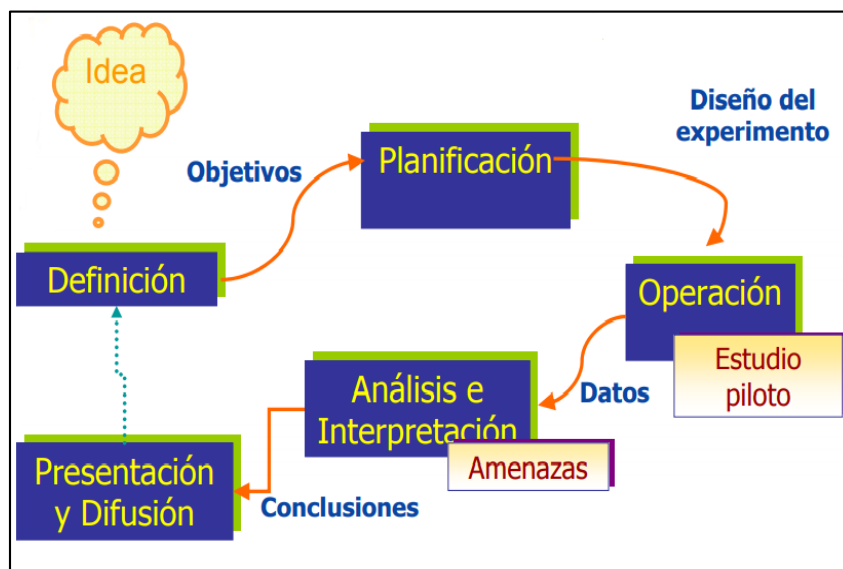 Idea
Definición
Objetivos
Planificación
Diseño del
experimento
Operación
Estudio
piloto
Datos
Análisis e
Interpretación
Amenazas
Conclusiones
Presentación
y Difusión